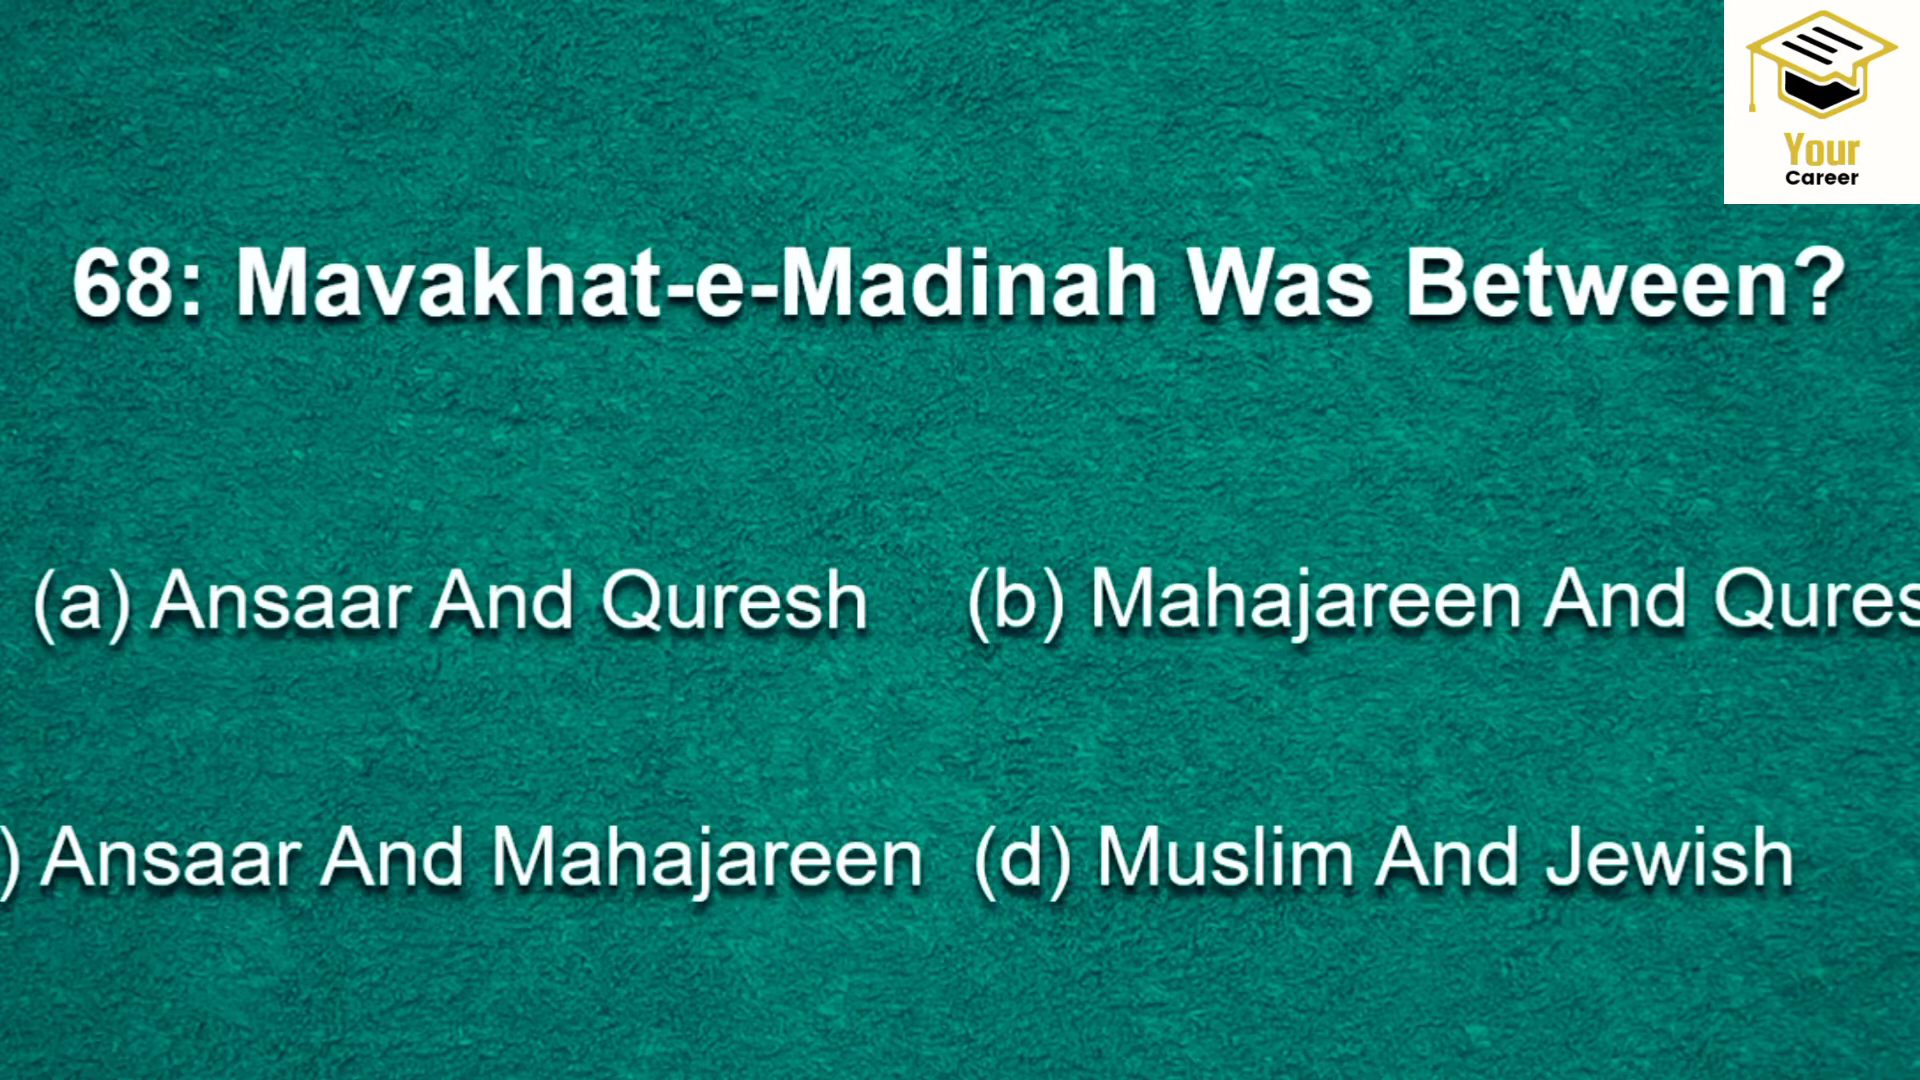 Your
Career
68: Mavakhat-e-Madinah Was Between?
(a) Ansaar And Quresh
(b) Mahajareen And Qures
) Ansaar And Mahajareen
(d) Muslim And Jewish